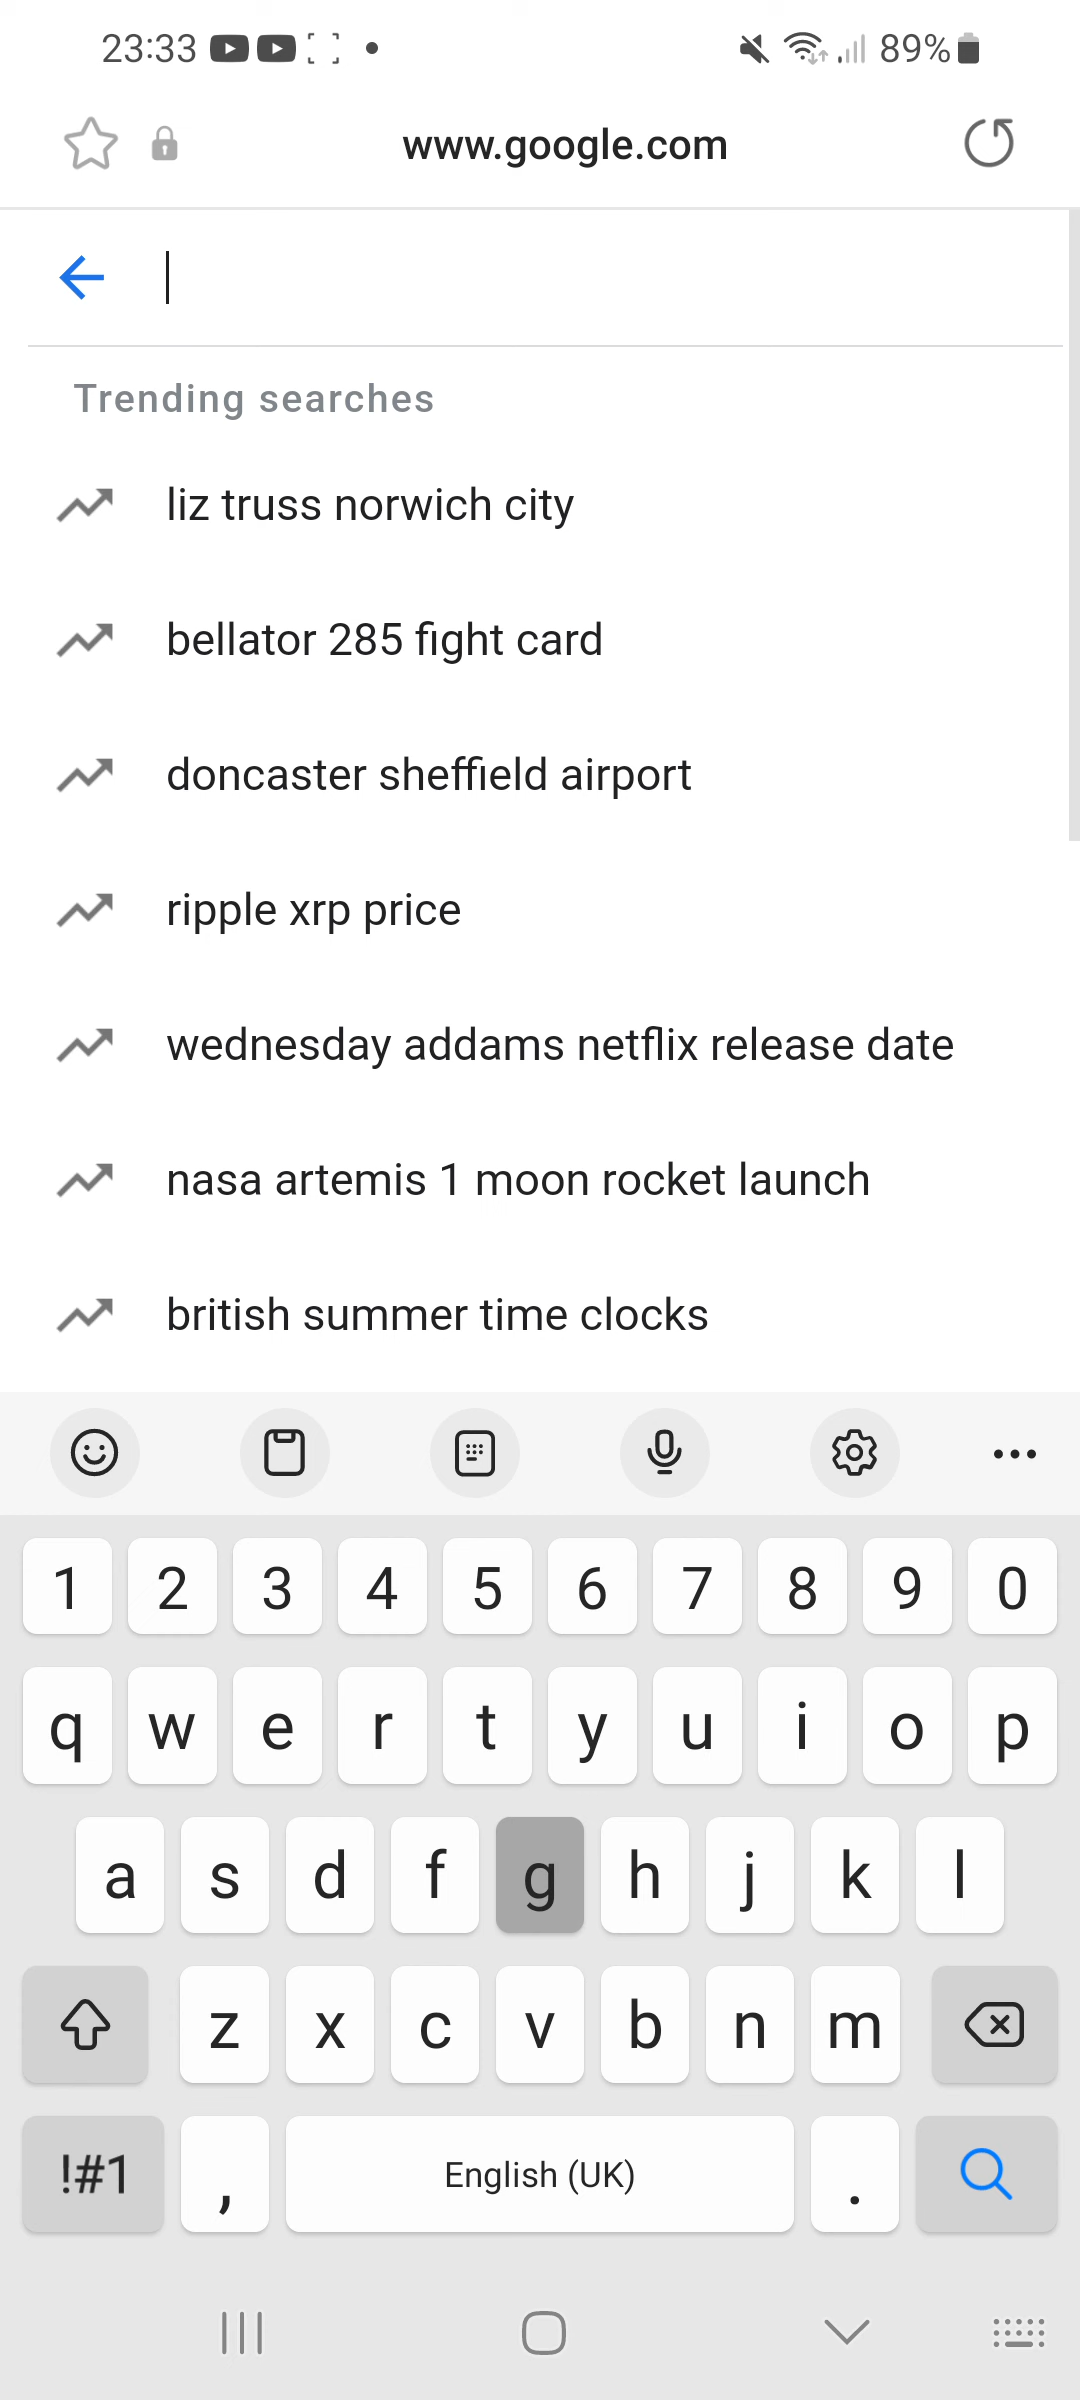 23:33 89%
www.google.com
Trending searches
liz truss norwich city
bellator 285 fight card
doncaster sheffield airport
ripple xrp price
wednesday addams netflix release date
nasa artemis 1 moon rocket launch
british summer time clocks
1 2 3 4 5 6 7 8 9 0
q w e r t y u i o p
a s d f g h j k l
z x c v b n m
!#1 , English (UK) .